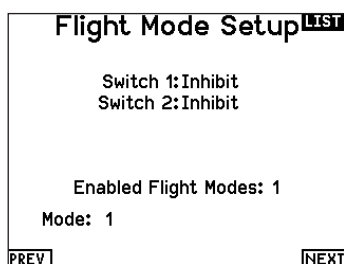 Flight Mode Setup LIST
Switch 1: Inhibit
Switch 2: Inhibit
Enabled Flight Modes: 1
Mode: 1
PREV NEXT